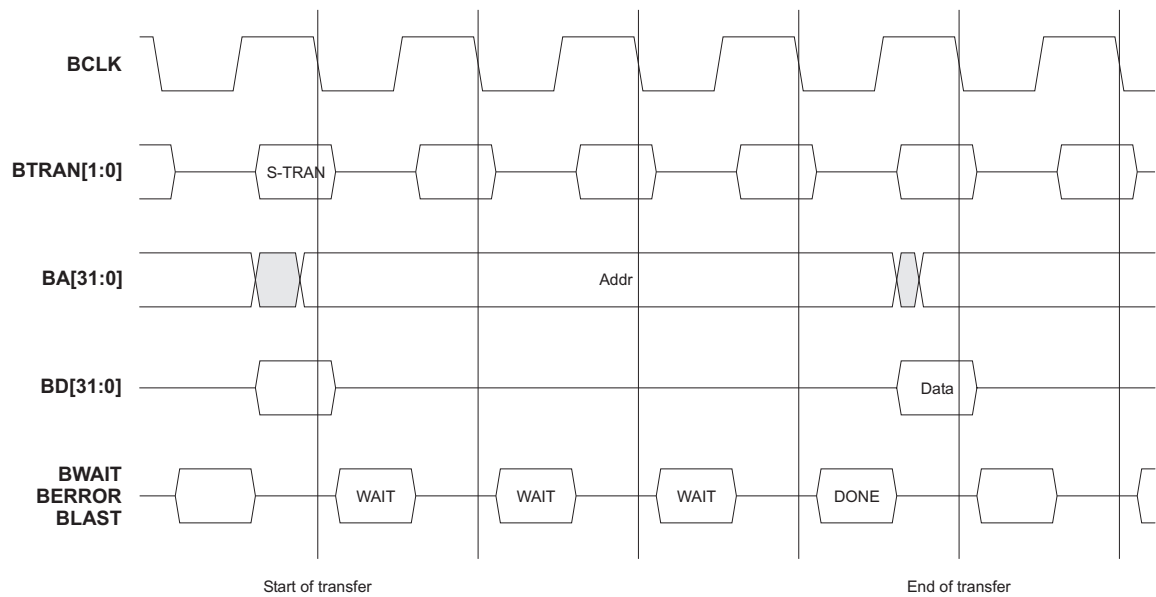 BCLK
BTRAN[1:0]
S-TRAN
BA[31:0]
Addr
BD[31:0]
Data
BWAIT
BERROR
BLAST
WAIT
WAIT
WAIT
DONE
Start of transfer
End of transfer